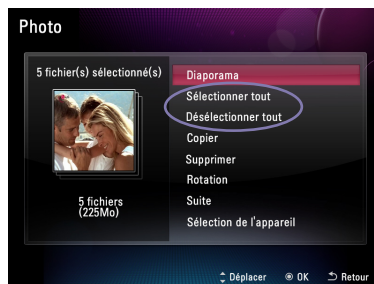 Photo
5 fichier(s) sélectionné(s)
5 fichiers
(225Mo)
Diaporama
Sélectionner tout
Désélectionner tout
Copier
Supprimer
Rotation
Suite
Sélection de l'appareil
Déplacer OK Retour